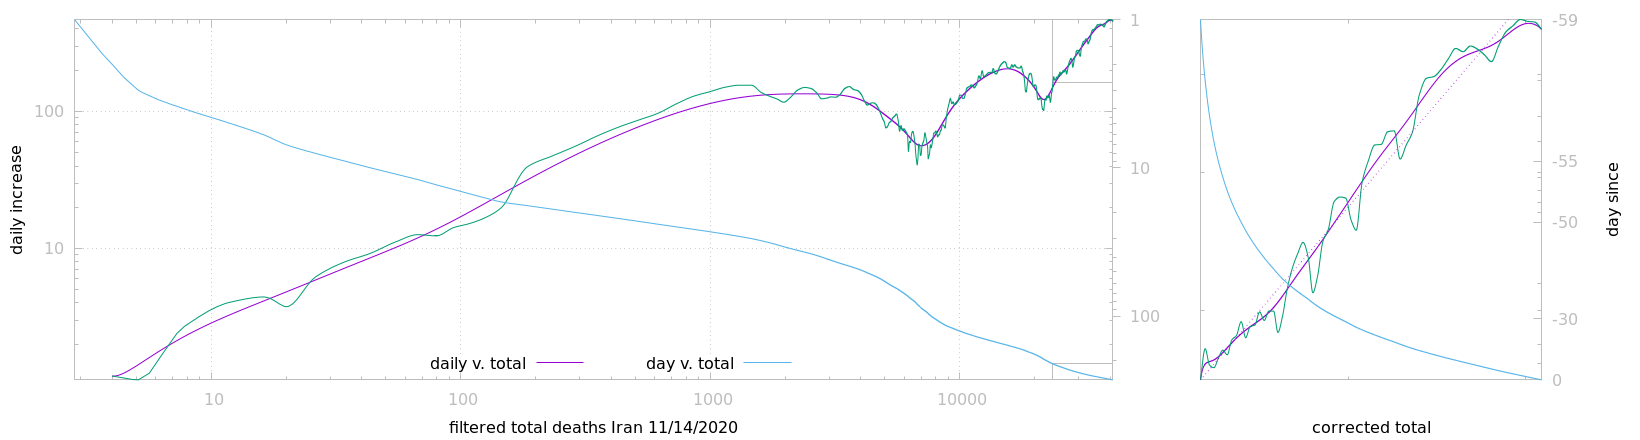 daily increase
100
10
10
100
1000
10000
1
10
100
daily v. total
day v. total
filtered total deaths Iran 11/14/2020
-59
-55
-50
-30
0
day since
corrected total